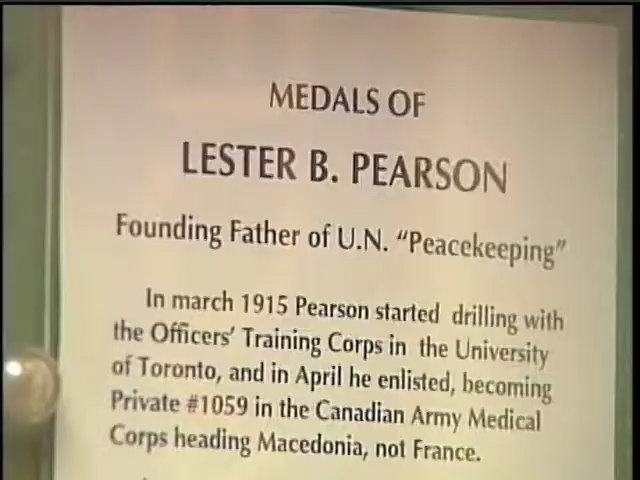 MEDALS OF
LESTER B. PEARSON
Founding Father of U.N. “Peacekeeping”
In march 1915 Pearson started drilling with
the Officers’ Training Corps in the University
of Toronto, and in April he enlisted, becoming
Private #1059 in the Canadian Army Medical
Corps heading Macedonia, not France.